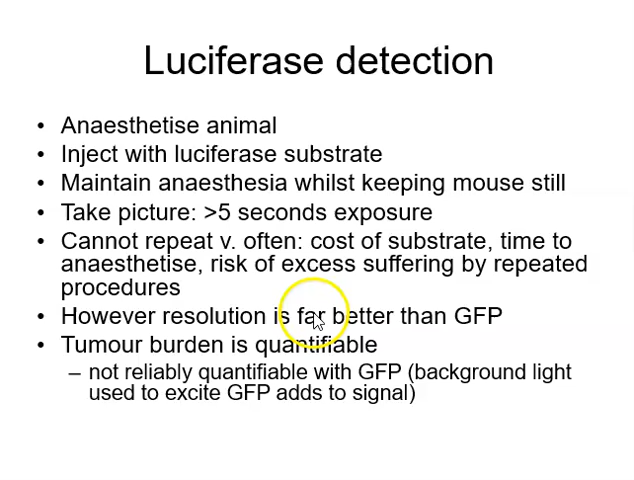 Luciferase detection
• Anaesthetise animal
• Inject with luciferase substrate
• Maintain anaesthesia whilst keeping mouse still
• Take picture: >5 seconds exposure
• Cannot repeat v. often: cost of substrate, time to
anaesthetise, risk of excess suffering by repeated
procedures
• However resolution is far better than GFP
• Tumour burden is quantifiable
– not reliably quantifiable with GFP (background light
used to excite GFP adds to signal)